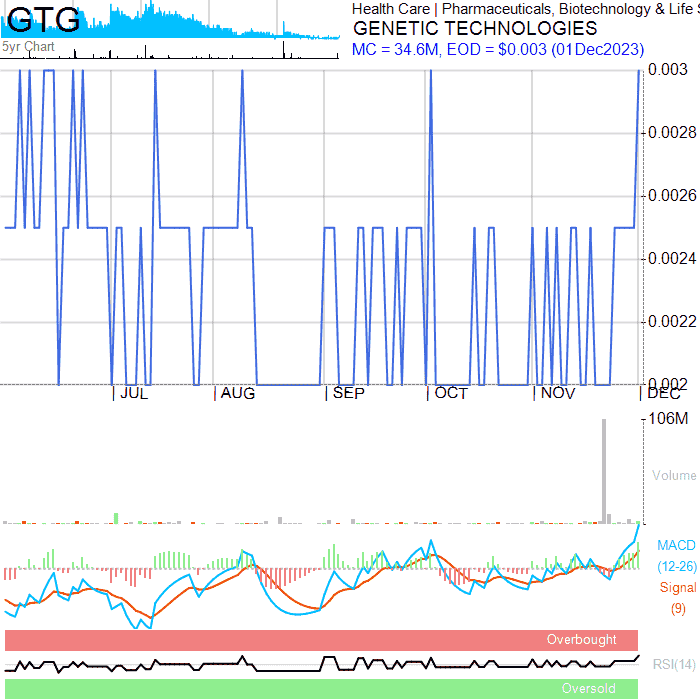 GTG
5yr Chart
Health Care | Pharmaceuticals, Biotechnology & Life
GENETIC TECHNOLOGIES
MC = 34.6M, EOD = $0.003 (01Dec2023)
0.003
0.0028
0.0026
0.0024
0.0022
0.002
JUL AUG SEP OCT NOV DEC
106M
Volume
MACD
(12-26)
Signal
(9)
Overbought
RSI(14)
Oversold